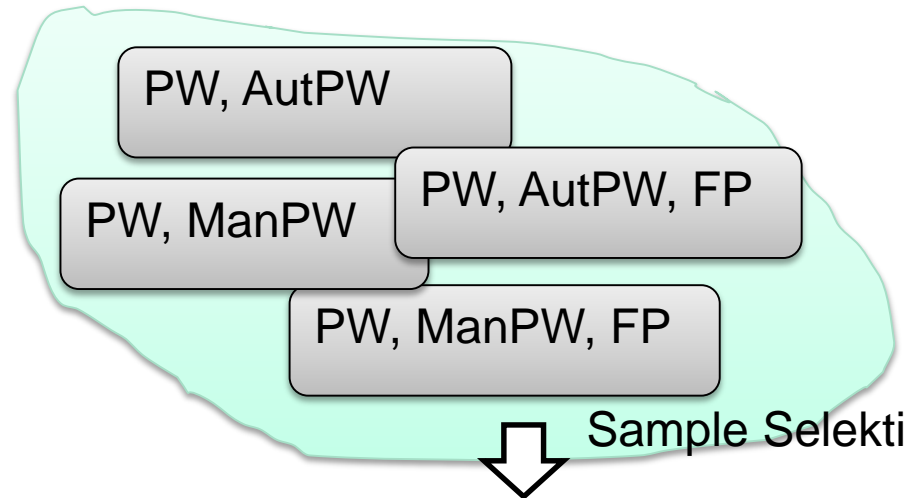 PW, AutPW
PW, AutPW, FP
PW, ManPW
PW, ManPW, FP
Sample Selekti